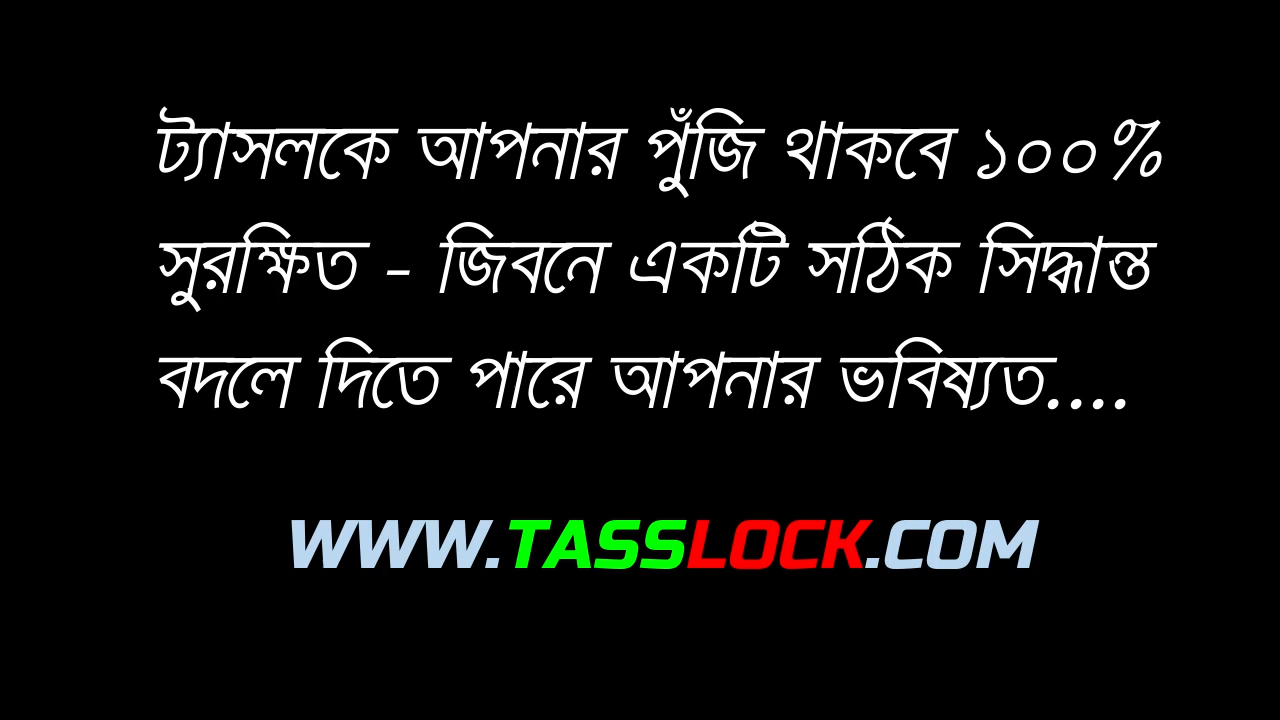 ট্যাসলকে আপনার পুঁজি থাকবে ১০০%
সুরক্ষিত - জিবনে একটি সঠিক সিদ্ধান্ত
বদলে দিতে পারে আপনার ভবিষ্যত....
WWW.TASSLOCK.COM